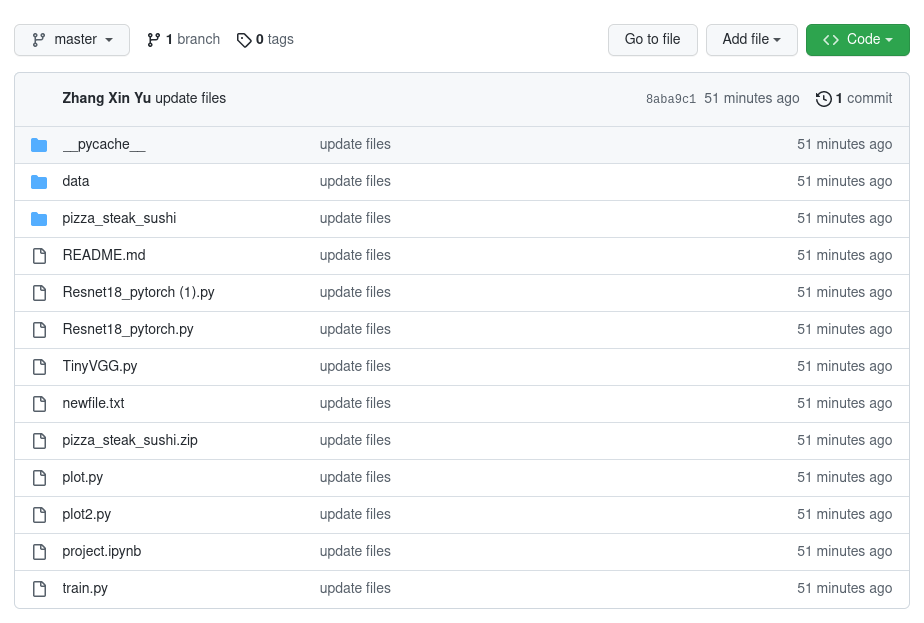 master 1 branch 0 tags Go to file Add file Code
Zhang Xin Yu update files 8aba9c1 51 minutes ago 1 commit
__pycache__ update files 51 minutes ago
data update files 51 minutes ago
pizza_steak_sushi update files 51 minutes ago
README.md update files 51 minutes ago
Resnet18_pytorch (1).py update files 51 minutes ago
Resnet18_pytorch.py update files 51 minutes ago
TinyVGG.py update files 51 minutes ago
newfile.txt update files 51 minutes ago
pizza_steak_sushi.zip update files 51 minutes ago
plot.py update files 51 minutes ago
plot2.py update files 51 minutes ago
project.ipynb update files 51 minutes ago
train.py update files 51 minutes ago